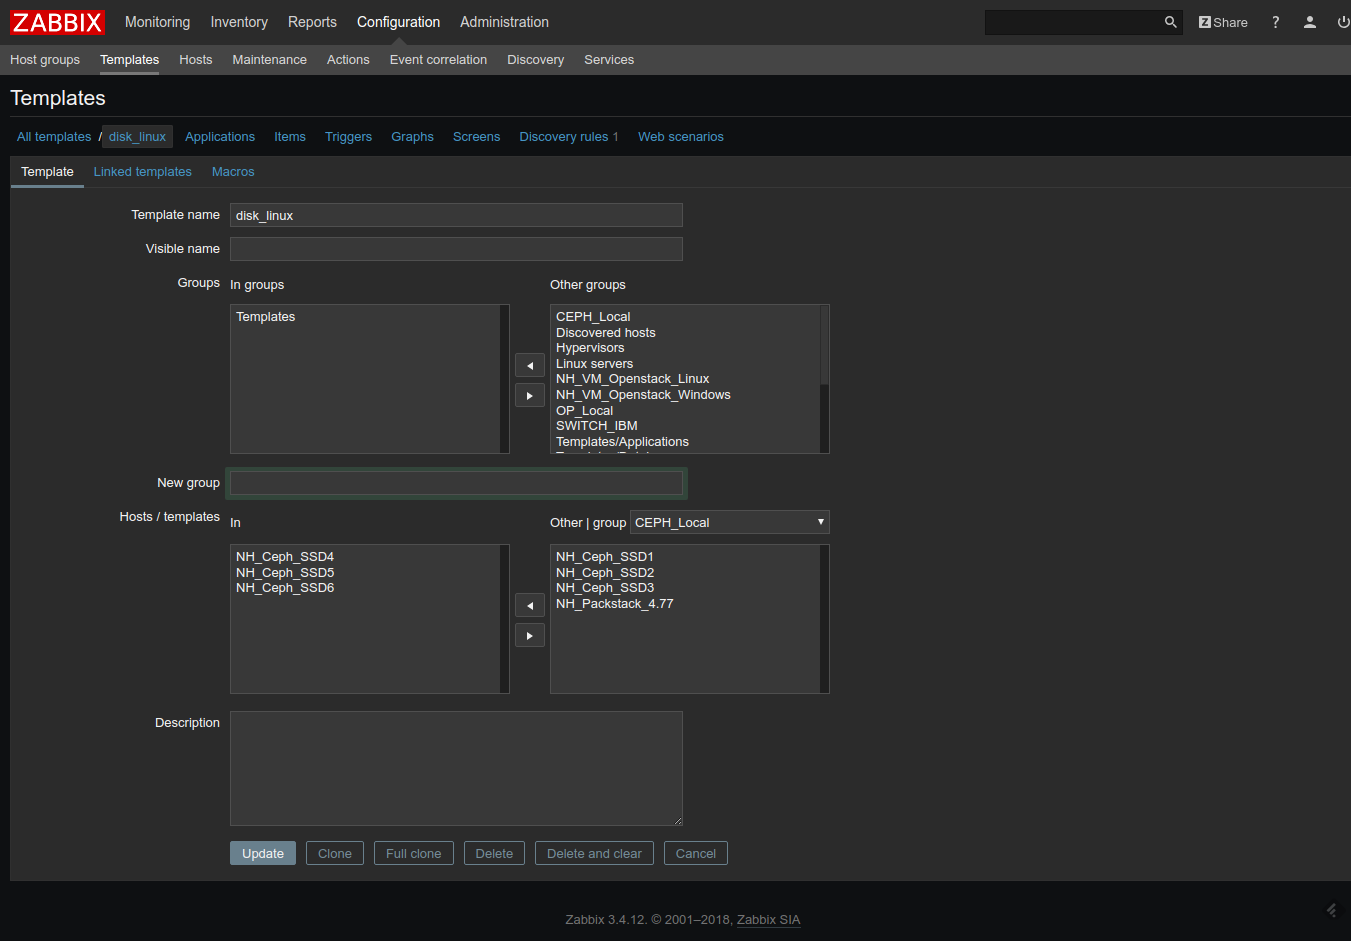 ZABBIX Monitoring Inventory Reports Configuration Administration Z Share ?
Host groups Templates Hosts Maintenance Actions Event correlation Discovery Services
Templates
All templates / disk_linux Applications Items Triggers Graphs Screens Discovery rules 1 Web scenarios
Template Linked templates Macros
Template name disk_linux
Visible name
Groups In groups Other groups
Templates
CEPH_Local
Discovered hosts
Hypervisors
Linux servers
NH_VM_Openstack_Linux
NH_VM_Openstack_Windows
OP_Local
SWITCH_IBM
Templates/Applications
New group
Hosts / templates In Other | group CEPH_Local
NH_Ceph_SSD4
NH_Ceph_SSD5
NH_Ceph_SSD6
NH_Ceph_SSD1
NH_Ceph_SSD2
NH_Ceph_SSD3
NH_Packstack_4.77
Description
Update Clone Full clone Delete Delete and clear Cancel
Zabbix 3.4.12. © 2001–2018, Zabbix SIA